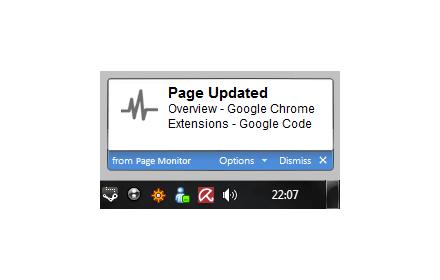 Page Updated
Overview - Google Chrome
Extensions - Google Code
from Page Monitor Options Dismiss
22:07